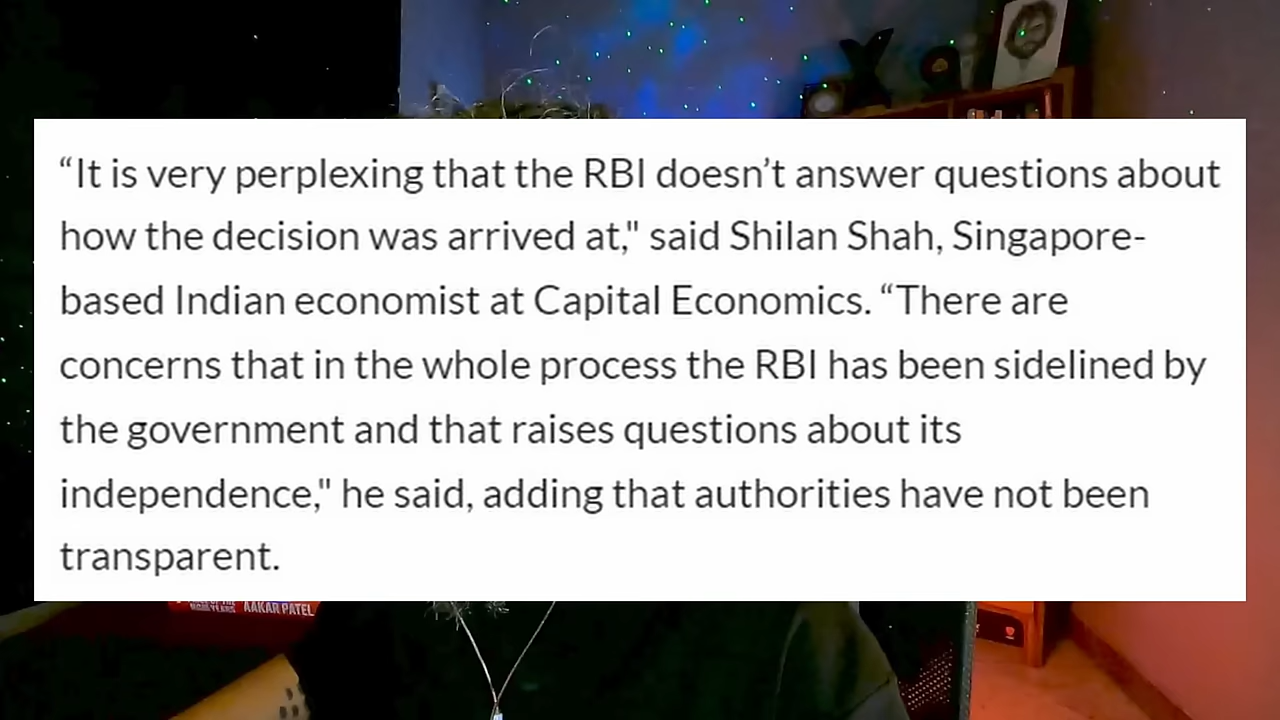 “It is very perplexing that the RBI doesn’t answer questions about
how the decision was arrived at," said Shilan Shah, Singapore-
based Indian economist at Capital Economics. “There are
concerns that in the whole process the RBI has been sidelined by
the government and that raises questions about its
independence," he said, adding that authorities have not been
transparent.
AAKAR PATEL